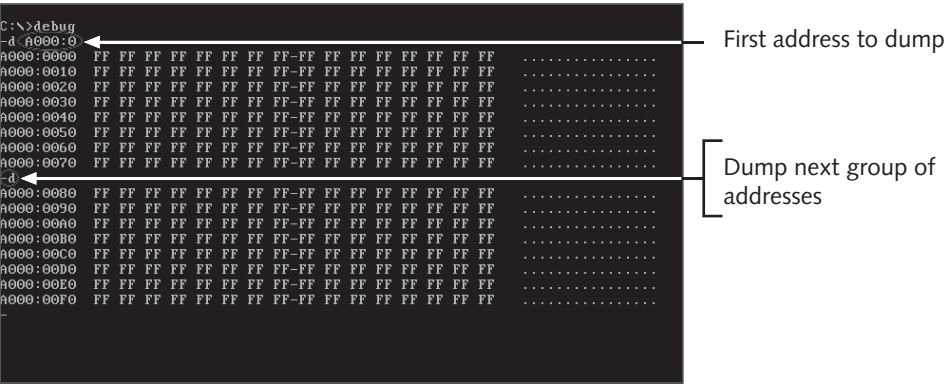 C:\>debug
-d A000:0
A000:0000 FF FF FF FF FF FF FF FF-FF FF FF FF FF FF FF FF ................
A000:0010 FF FF FF FF FF FF FF FF-FF FF FF FF FF FF FF FF ................
A000:0020 FF FF FF FF FF FF FF FF-FF FF FF FF FF FF FF FF ................
A000:0030 FF FF FF FF FF FF FF FF-FF FF FF FF FF FF FF FF ................
A000:0040 FF FF FF FF FF FF FF FF-FF FF FF FF FF FF FF FF ................
A000:0050 FF FF FF FF FF FF FF FF-FF FF FF FF FF FF FF FF ................
A000:0060 FF FF FF FF FF FF FF FF-FF FF FF FF FF FF FF FF ................
A000:0070 FF FF FF FF FF FF FF FF-FF FF FF FF FF FF FF FF ................
-d
A000:0080 FF FF FF FF FF FF FF FF-FF FF FF FF FF FF FF FF ................
A000:0090 FF FF FF FF FF FF FF FF-FF FF FF FF FF FF FF FF ................
A000:00A0 FF FF FF FF FF FF FF FF-FF FF FF FF FF FF FF FF ................
A000:00B0 FF FF FF FF FF FF FF FF-FF FF FF FF FF FF FF FF ................
A000:00C0 FF FF FF FF FF FF FF FF-FF FF FF FF FF FF FF FF ................
A000:00D0 FF FF FF FF FF FF FF FF-FF FF FF FF FF FF FF FF ................
A000:00E0 FF FF FF FF FF FF FF FF-FF FF FF FF FF FF FF FF ................
A000:00F0 FF FF FF FF FF FF FF FF-FF FF FF FF FF FF FF FF ................
-
First address to dump
Dump next group of
addresses